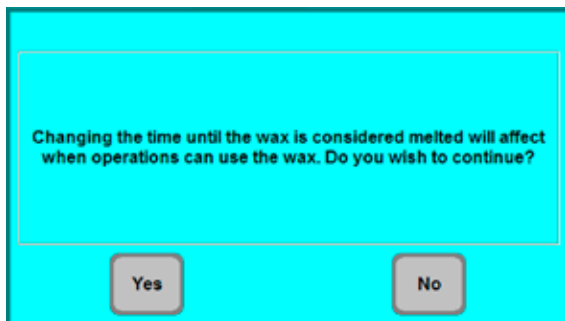 Changing the time until the wax is considered melted will affect
when operations can use the wax. Do you wish to continue?
Yes
No